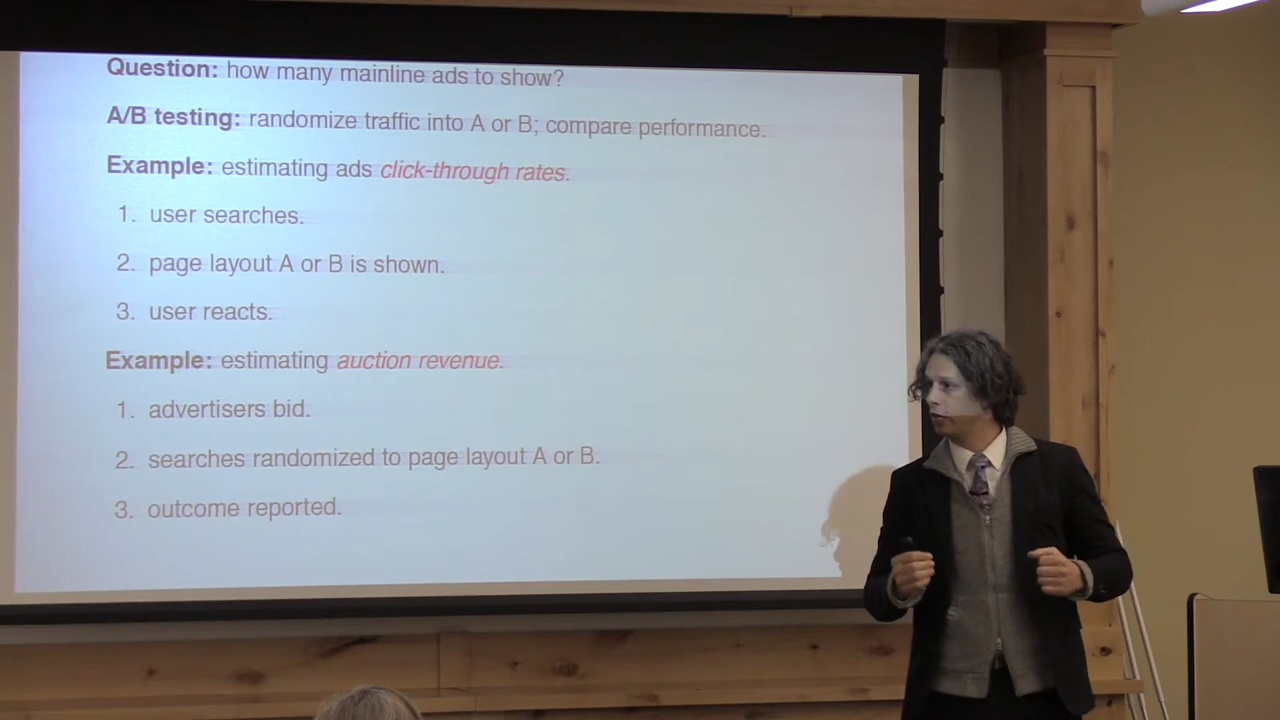 Question: how many mainline ads to show?
A/B testing: randomize traffic into A or B; compare performance.
Example: estimating ads click-through rates.
1. user searches.
2. page layout A or B is shown.
3. user reacts.
Example: estimating auction revenue.
1. advertisers bid.
2. searches randomized to page layout A or B.
3. outcome reported.